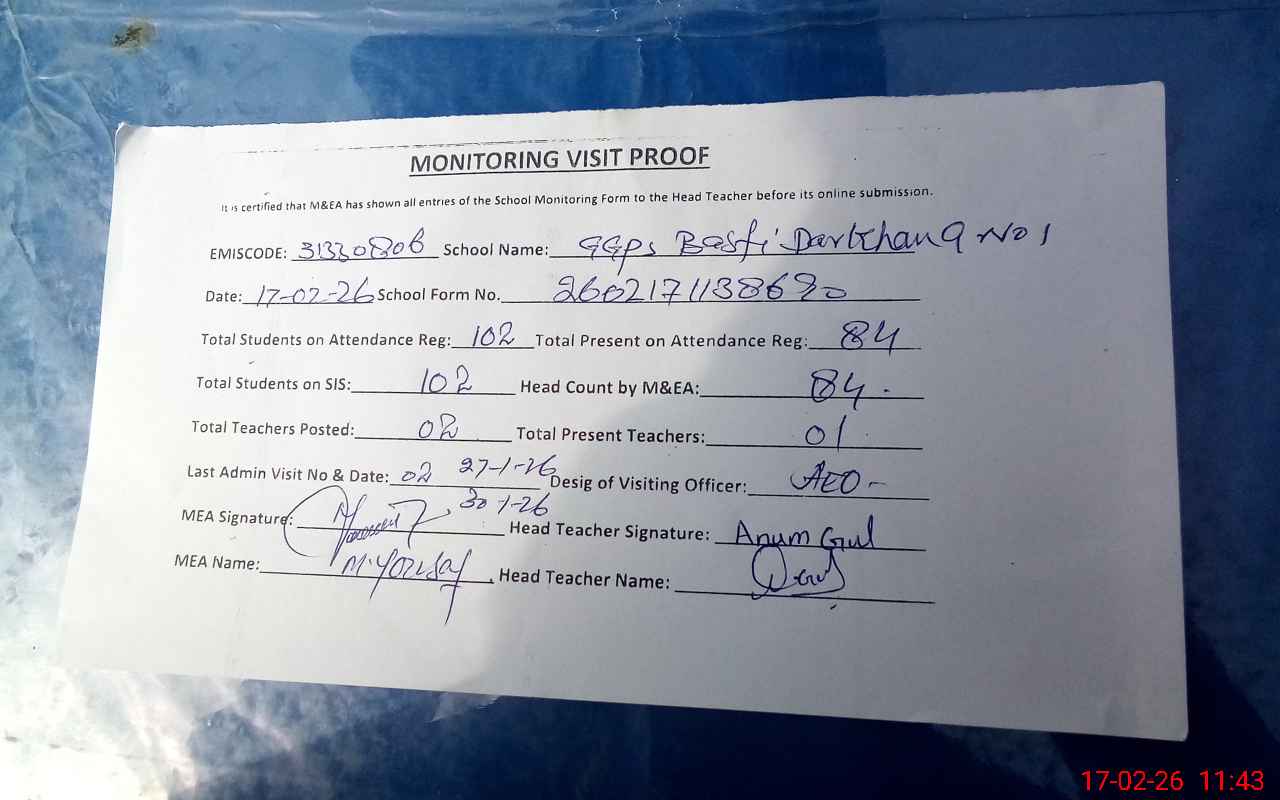 MONITORING VISIT PROOF
It is certified that M&EA has shown all entries of the School Monitoring Form to the Head Teacher before its online submission.
EMISCODE: 31330806 School Name: GGPS Basti Darkhana No 1
Date: 17-02-26 School Form No. 260217113862
Total Students on Attendance Reg: 102 Total Present on Attendance Reg: 84
Total Students on SIS: 102 Head Count by M&EA: 84
Total Teachers Posted: 02 Total Present Teachers: 01
Last Admin Visit No & Date: 02 27-1-26 Desig of Visiting Officer: AEO
MEA Signature: 30-1-26 Head Teacher Signature: Anum Gul
MEA Name: M. Yousaf Head Teacher Name:
17-02-26 11:43